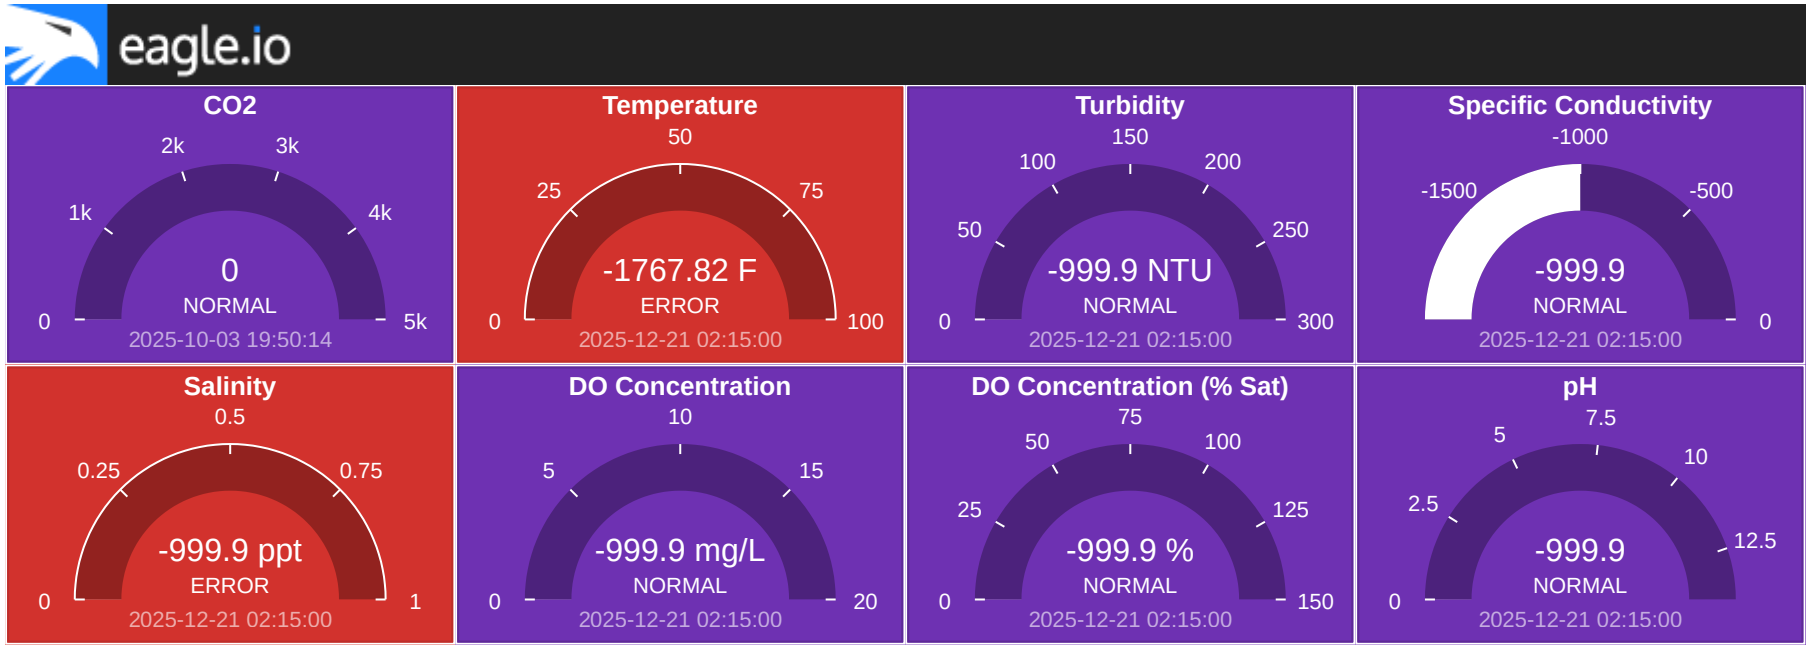 eagle.io
CO2
2k 3k
1k 4k
0
NORMAL
0 5k
2025-10-03 19:50:14
Temperature
50
25 75
-1767.82 F
ERROR
0 100
2025-12-21 02:15:00
Turbidity
150
100 200
50 250
-999.9 NTU
NORMAL
0 300
2025-12-21 02:15:00
Specific Conductivity
-1000
-1500 -500
-999.9
NORMAL
0
2025-12-21 02:15:00
Salinity
0.5
0.25 0.75
-999.9 ppt
ERROR
0 1
2025-12-21 02:15:00
DO Concentration
10
5 15
-999.9 mg/L
NORMAL
0 20
2025-12-21 02:15:00
DO Concentration (% Sat)
75
50 100
25 125
-999.9 %
NORMAL
0 150
2025-12-21 02:15:00
pH
7.5
5 10
2.5 12.5
-999.9
NORMAL
0
2025-12-21 02:15:00